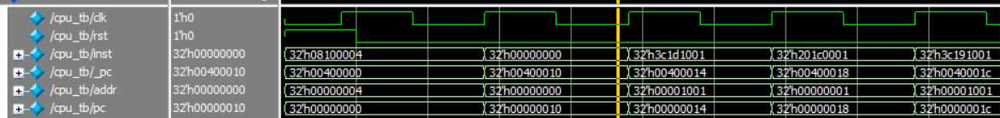 /cpu_tb/clk 1'h0
/cpu_tb/rst 1'h0
/cpu_tb/inst 32'h00000000 32'h08100004 32'h00000000 32'h3c1d1001 32'h201c0001 32'h3c191001
/cpu_tb/_pc 32'h00400010 32'h00400000 32'h00400010 32'h00400014 32'h00400018 32'h0040001c
/cpu_tb/addr 32'h00000000 32'h00000004 32'h00000000 32'h00001001 32'h00000001 32'h00001001
/cpu_tb/pc 32'h00000010 32'h00000000 32'h00000010 32'h00000014 32'h00000018 32'h0000001c